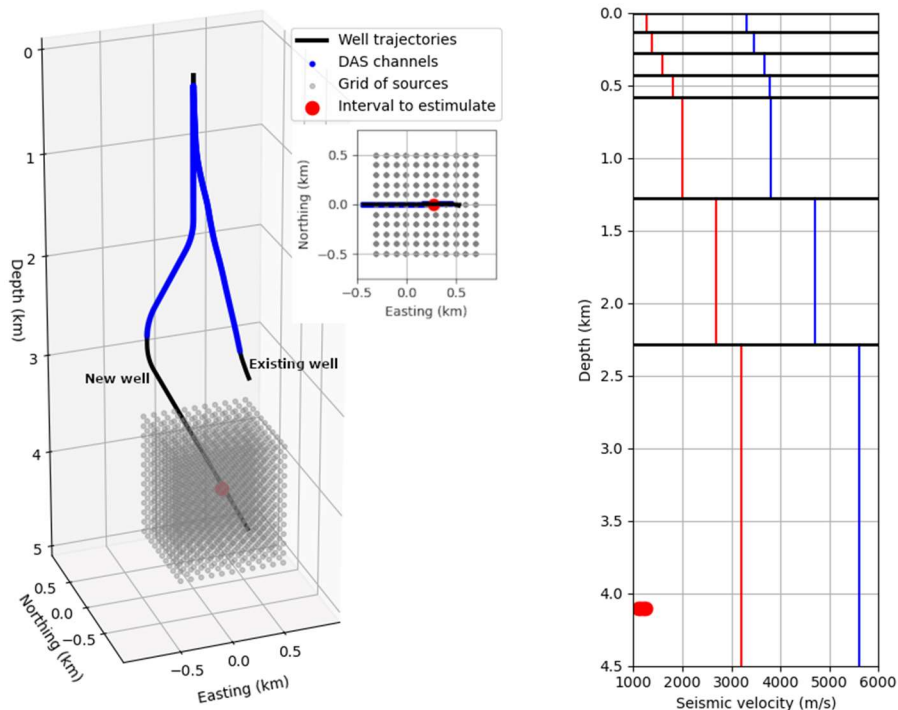 Well trajectories
DAS channels
Grid of sources
Interval to estimulate
0
1
2
3
4
5
Depth (km)
New well
Existing well
0.5
0.0
−0.5
Northing (km)
−0.5
0.0
0.5
Easting (km)
0.5
0.0
−0.5
Northing (km)
−0.5
0.0
0.5
Easting (km)
0.0
0.5
1.0
1.5
2.0
2.5
3.0
3.5
4.0
4.5
Depth (km)
1000
2000
3000
4000
5000
6000
Seismic velocity (m/s)